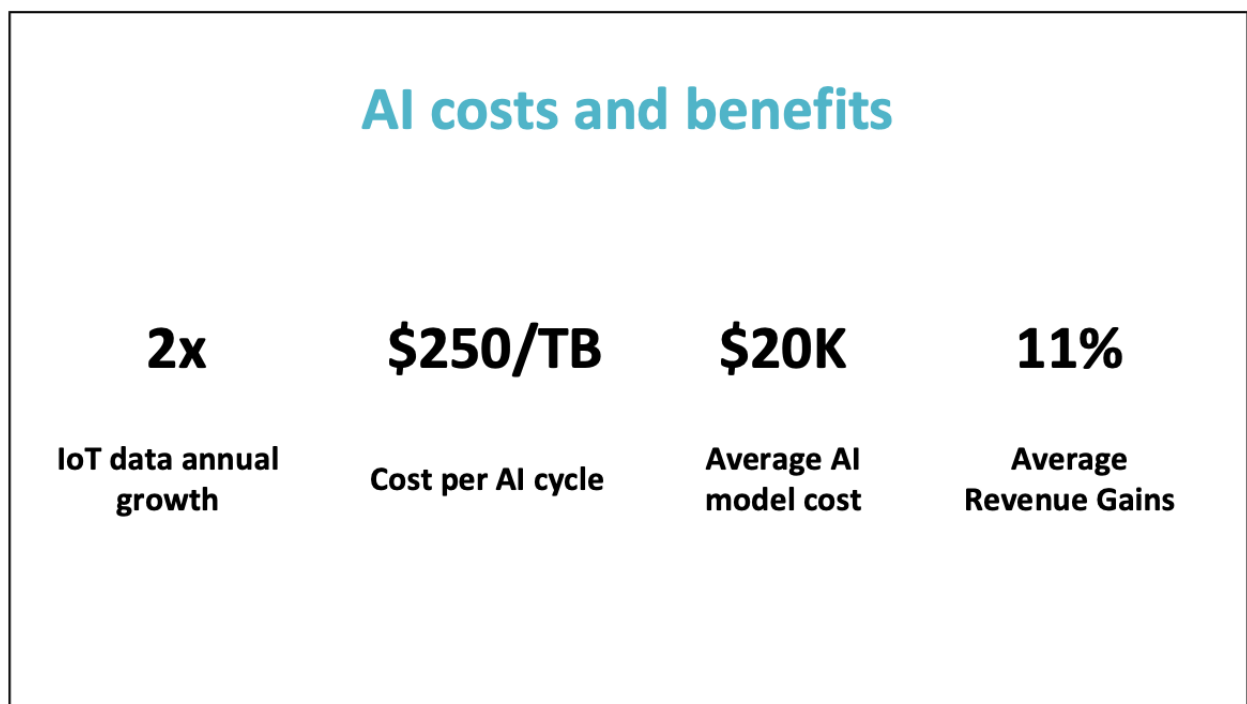 AI costs and benefits
2x
$250/TB
$20K
11%
IoT data annual
growth
Cost per AI cycle
Average AI
model cost
Average
Revenue Gains